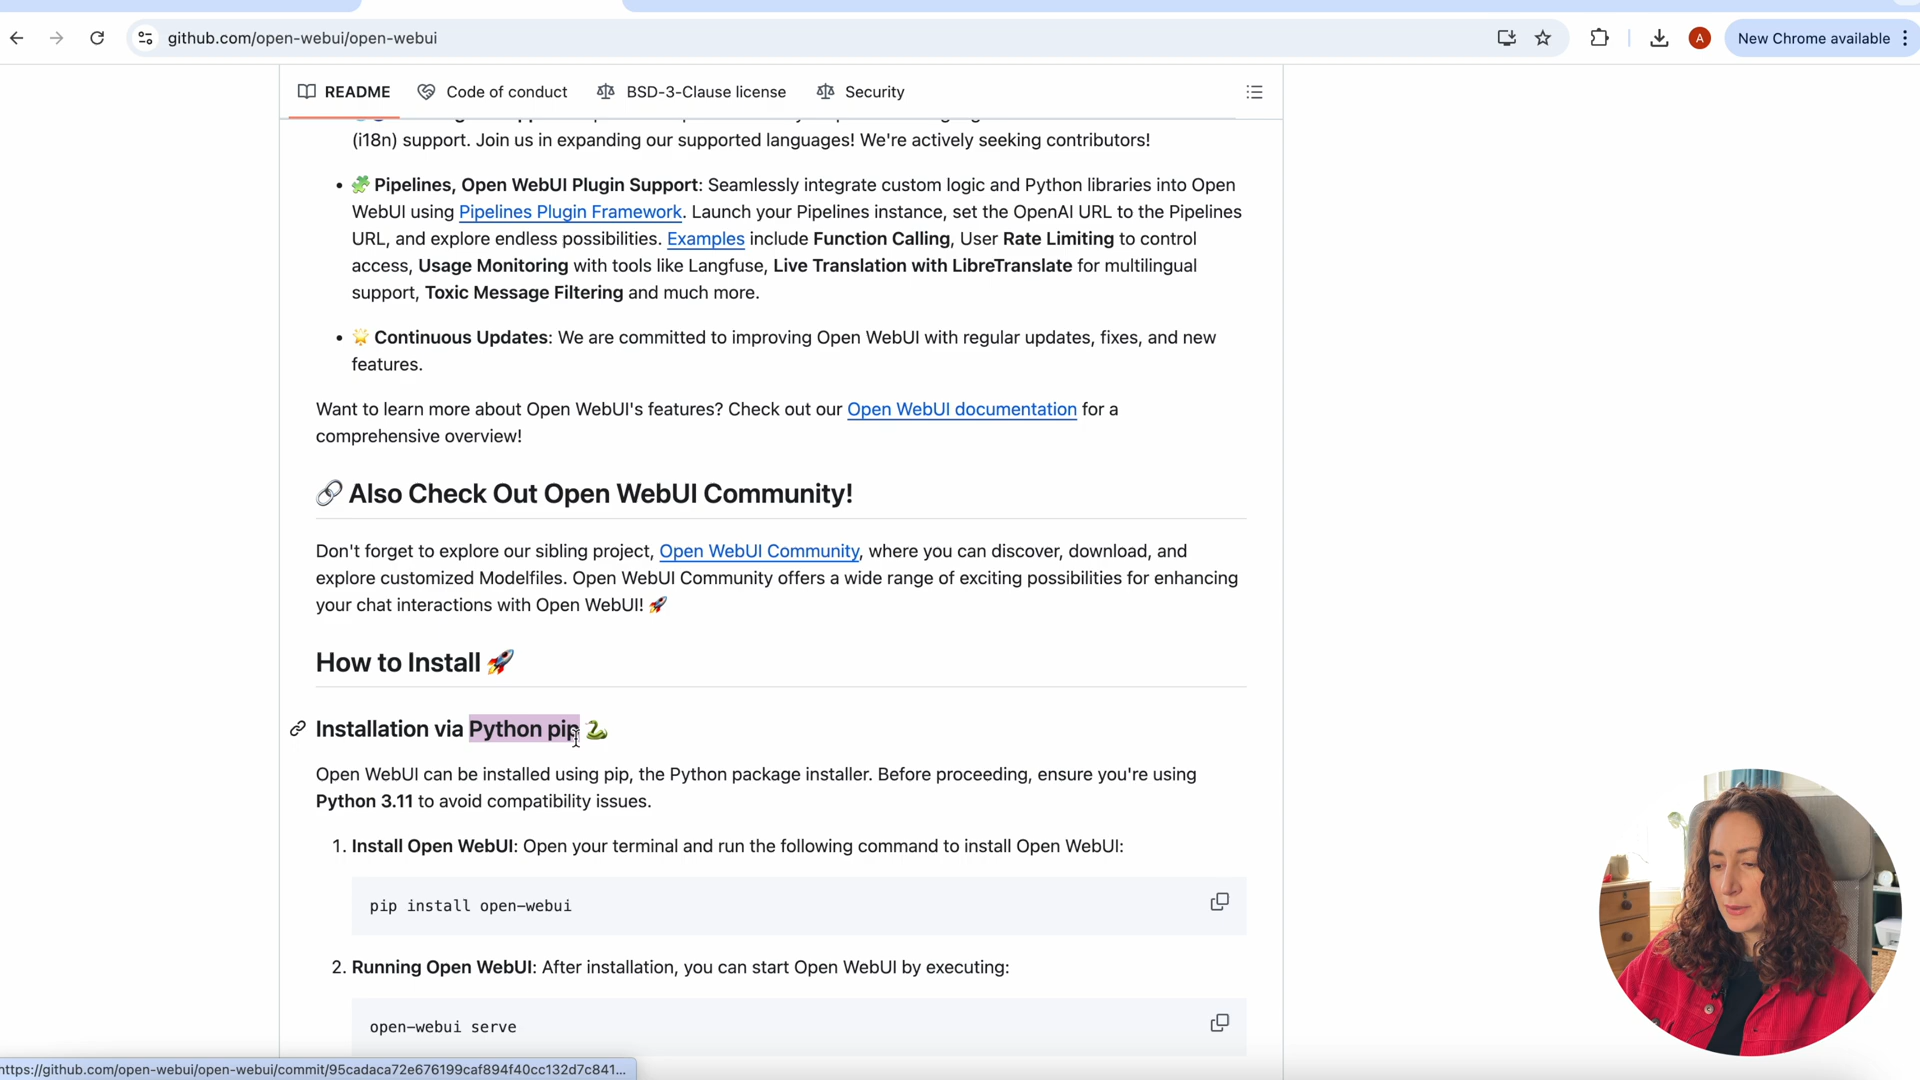 github.com/open-webui/open-webui
A
New Chrome available
README
Code of conduct
BSD-3-Clause license
Security
(i18n) support. Join us in expanding our supported languages! We're actively seeking contributors!
• 🧩 Pipelines, Open WebUI Plugin Support: Seamlessly integrate custom logic and Python libraries into Open
WebUI using Pipelines Plugin Framework. Launch your Pipelines instance, set the OpenAI URL to the Pipelines
URL, and explore endless possibilities. Examples include Function Calling, User Rate Limiting to control
access, Usage Monitoring with tools like Langfuse, Live Translation with LibreTranslate for multilingual
support, Toxic Message Filtering and much more.
• 🌟 Continuous Updates: We are committed to improving Open WebUI with regular updates, fixes, and new
features.
Want to learn more about Open WebUI's features? Check out our Open WebUI documentation for a
comprehensive overview!
🔗 Also Check Out Open WebUI Community!
Don't forget to explore our sibling project, Open WebUI Community, where you can discover, download, and
explore customized Modelfiles. Open WebUI Community offers a wide range of exciting possibilities for enhancing
your chat interactions with Open WebUI! 🚀
How to Install 🚀
Installation via Python pip 🐍
Open WebUI can be installed using pip, the Python package installer. Before proceeding, ensure you're using
Python 3.11 to avoid compatibility issues.
1. Install Open WebUI: Open your terminal and run the following command to install Open WebUI:
pip install open-webui
2. Running Open WebUI: After installation, you can start Open WebUI by executing:
open-webui serve
https://github.com/open-webui/open-webui/commit/95cadaca72e676199caf894f40cc132d7c841...